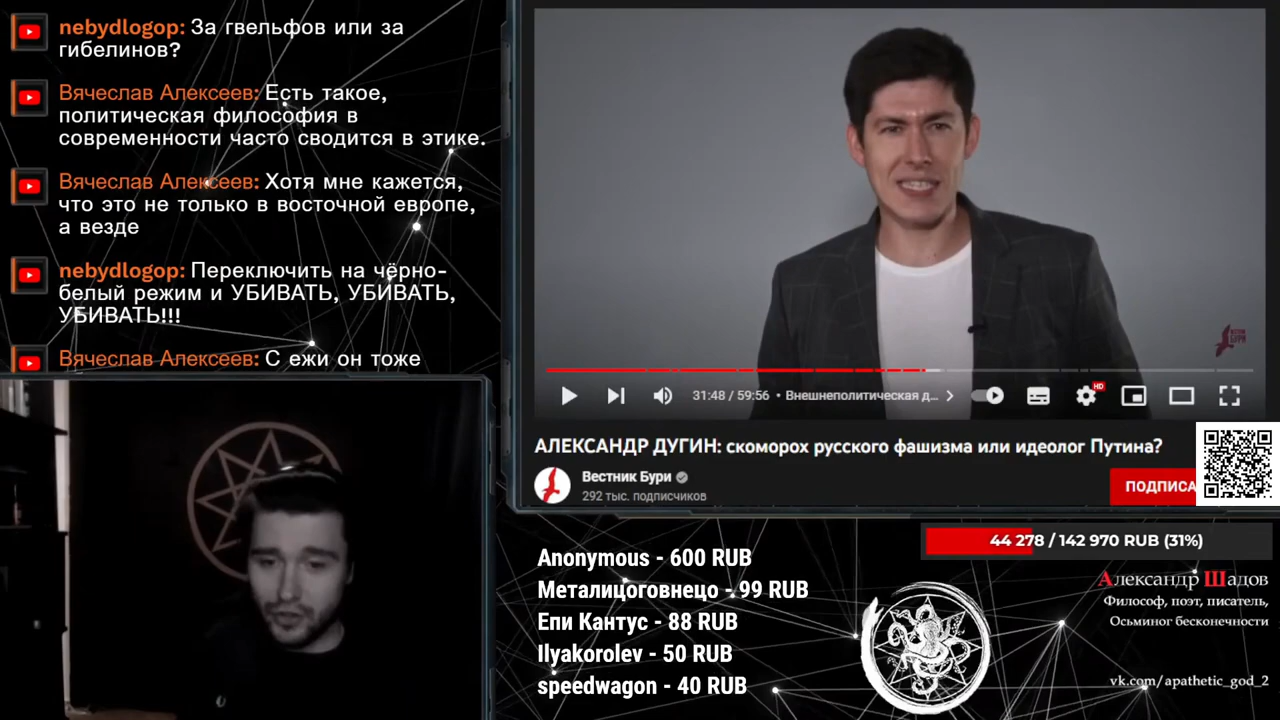 nebydlogop: За гвельфов или за
гибелинов?
Вячеслав Алексеев: Есть такое,
политическая философия в
современности часто сводится в этике.
Вячеслав Алексеев: Хотя мне кажется,
что это не только в восточной европе,
а везде
nebydlogop: Переключить на чёрно-
белый режим и УБИВАТЬ, УБИВАТЬ,
УБИВАТЬ!!!
Вячеслав Алексеев: С ежи он тоже
БУРИ
31:48 / 59:56 • Внешнеполитическая д...
HD
АЛЕКСАНДР ДУГИН: скоморох русского фашизма или идеолог Путина?
Вестник Бури
292 тыс. подписчиков
ПОДПИСА
44 278 / 142 970 RUB (31%)
Anonymous - 600 RUB
Металицоговнецо - 99 RUB
Епи Кантус - 88 RUB
Ilyakorolev - 50 RUB
speedwagon - 40 RUB
Александр Шадов
Философ, поэт, писатель,
Осьминог бесконечности
vk.com/apathetic_god_2